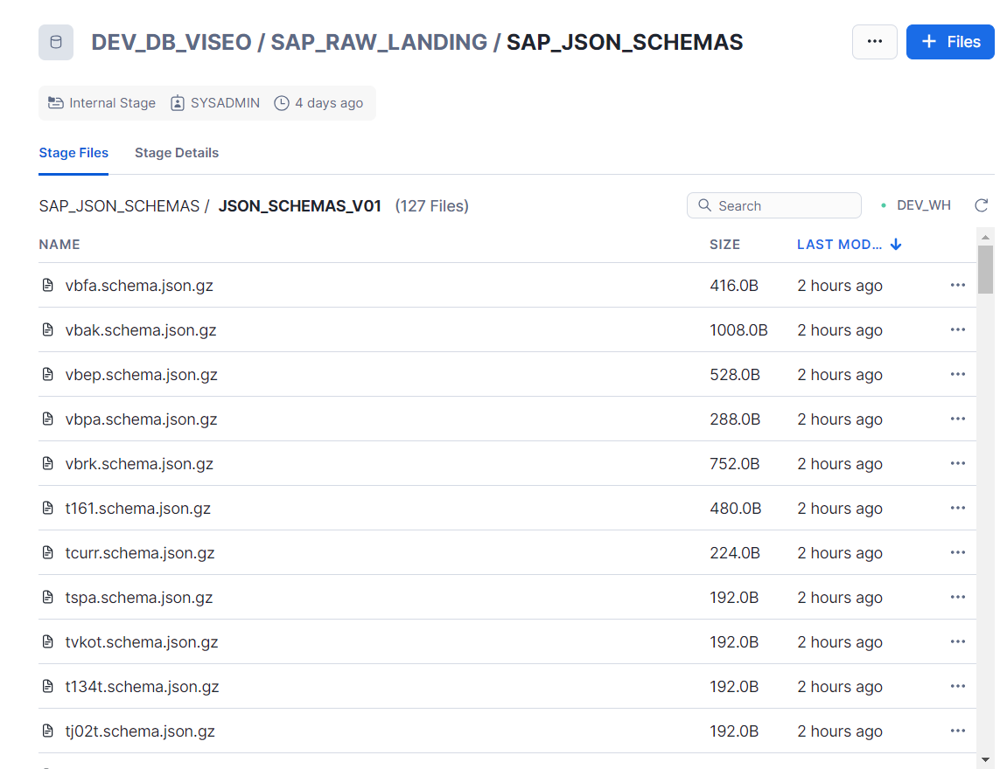 DEV_DB_VISEO / SAP_RAW_LANDING / SAP_JSON_SCHEMAS
... + Files
Internal Stage SYSADMIN 4 days ago
Stage Files Stage Details
SAP_JSON_SCHEMAS / JSON_SCHEMAS_V01 (127 Files) Search DEV_WH
NAME SIZE LAST MOD...
vbfa.schema.json.gz 416.0B 2 hours ago ...
vbak.schema.json.gz 1008.0B 2 hours ago ...
vbep.schema.json.gz 528.0B 2 hours ago ...
vbpa.schema.json.gz 288.0B 2 hours ago ...
vbrk.schema.json.gz 752.0B 2 hours ago ...
t161.schema.json.gz 480.0B 2 hours ago ...
tcurr.schema.json.gz 224.0B 2 hours ago ...
tspa.schema.json.gz 192.0B 2 hours ago ...
tvkot.schema.json.gz 192.0B 2 hours ago ...
t134t.schema.json.gz 192.0B 2 hours ago ...
tj02t.schema.json.gz 192.0B 2 hours ago ...